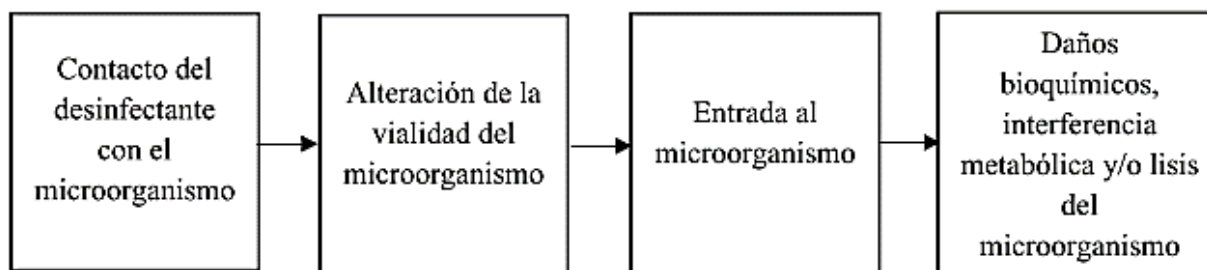 Contacto del
desinfectante
con el
microorganismo
Alteración de la
vialidad del
microorganismo
Entrada al
microorganismo
Daños
bioquímicos,
interferencia
metabólica y/o lisis
del
microorganismo